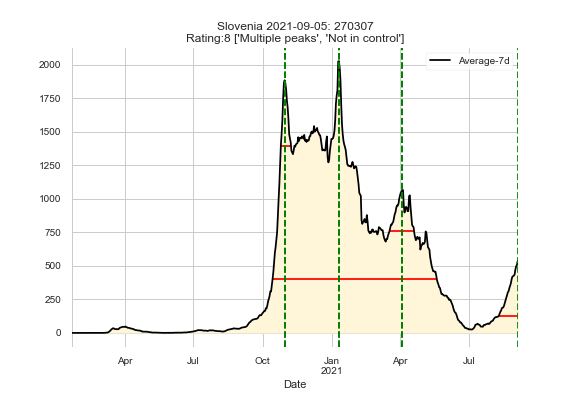 Slovenia 2021-09-05: 270307
Rating:8 ['Multiple peaks', 'Not in control']
Average-7d
2000
1750
1500
1250
1000
750
500
250
0
Apr
Jul
Oct
Jan
2021
Apr
Jul
Date